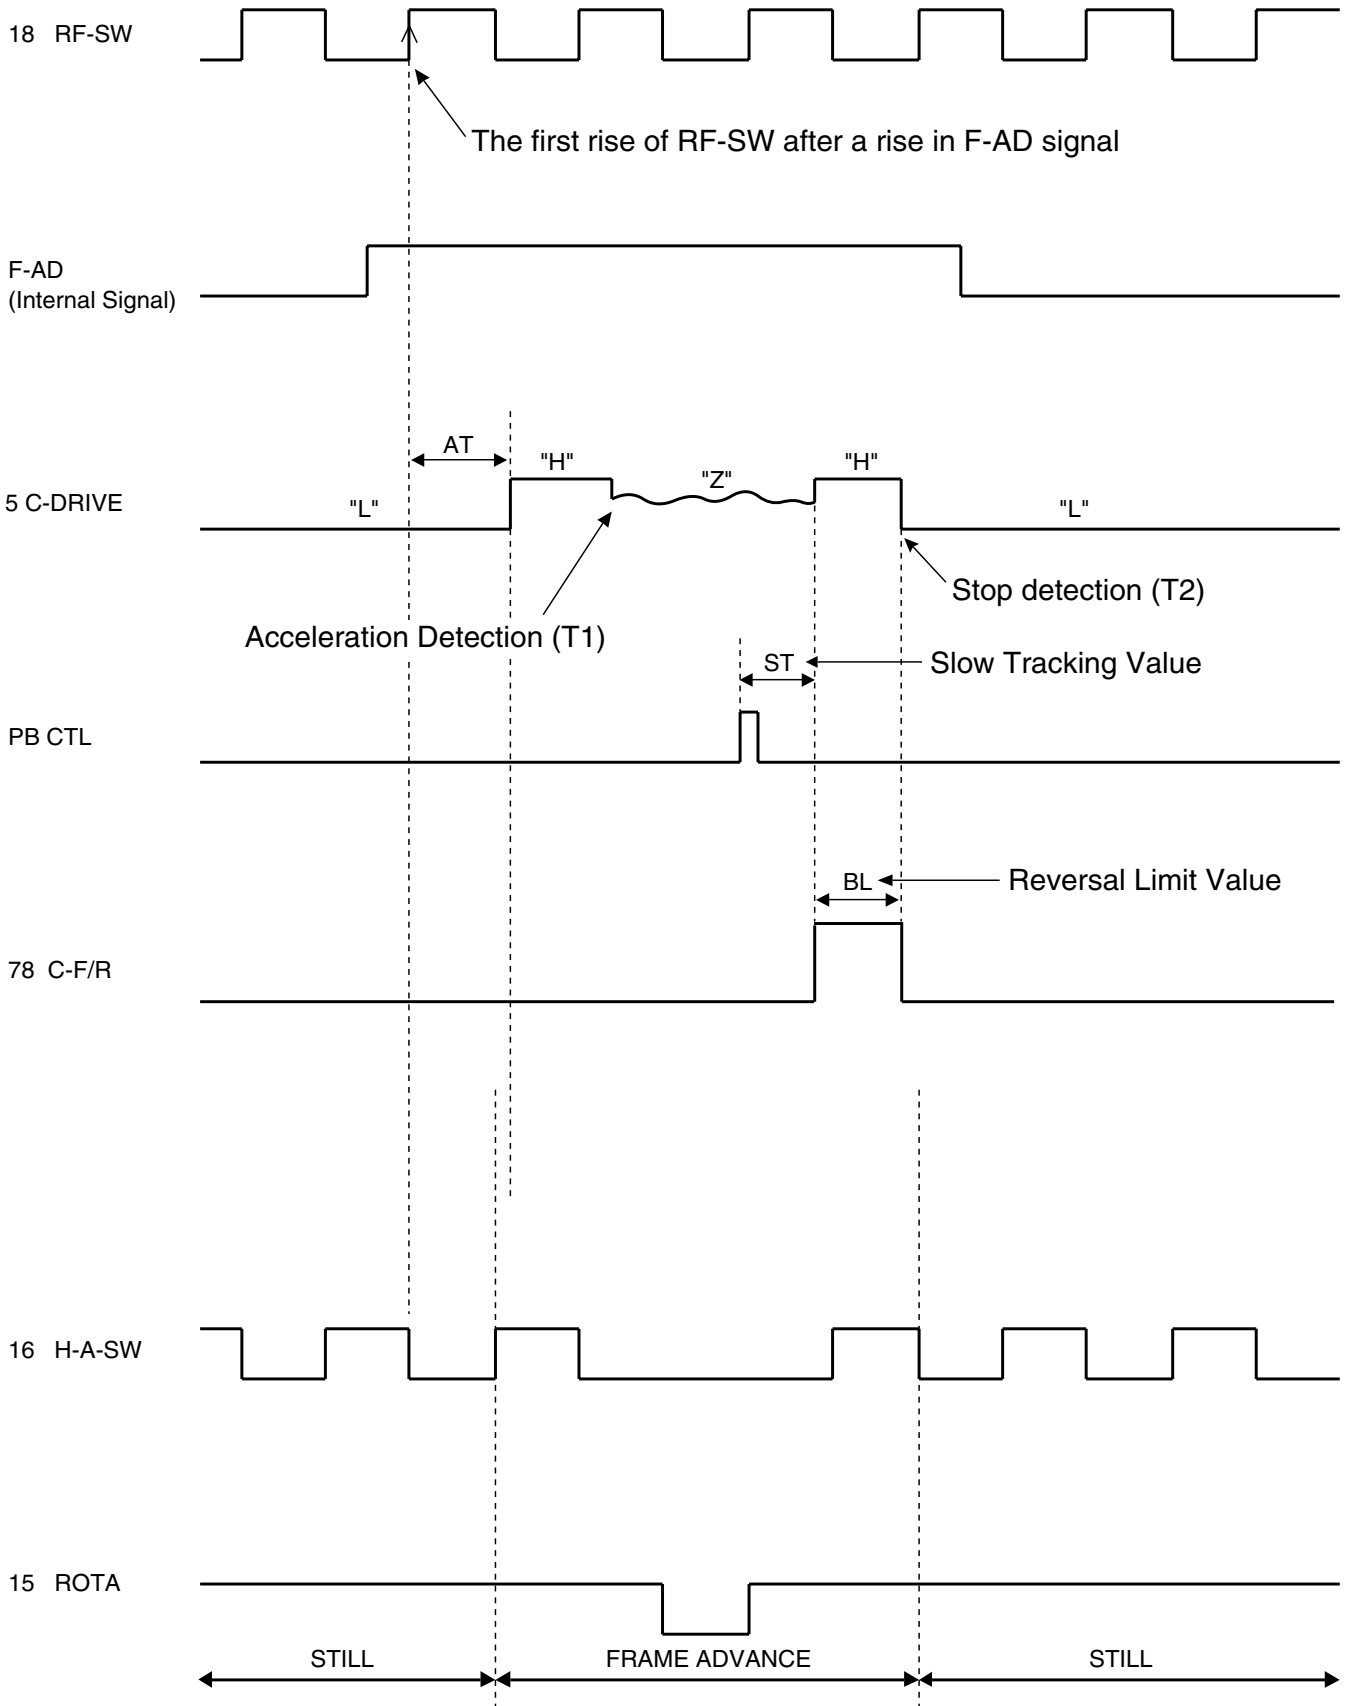 18 RF-SW
The first rise of RF-SW after a rise in F-AD signal
F-AD
(Internal Signal)
AT
"H"
"Z"
"H"
5 C-DRIVE
"L"
"L"
Stop detection (T2)
Acceleration Detection (T1)
ST
Slow Tracking Value
PB CTL
BL
Reversal Limit Value
78 C-F/R
16 H-A-SW
15 ROTA
STILL
FRAME ADVANCE
STILL